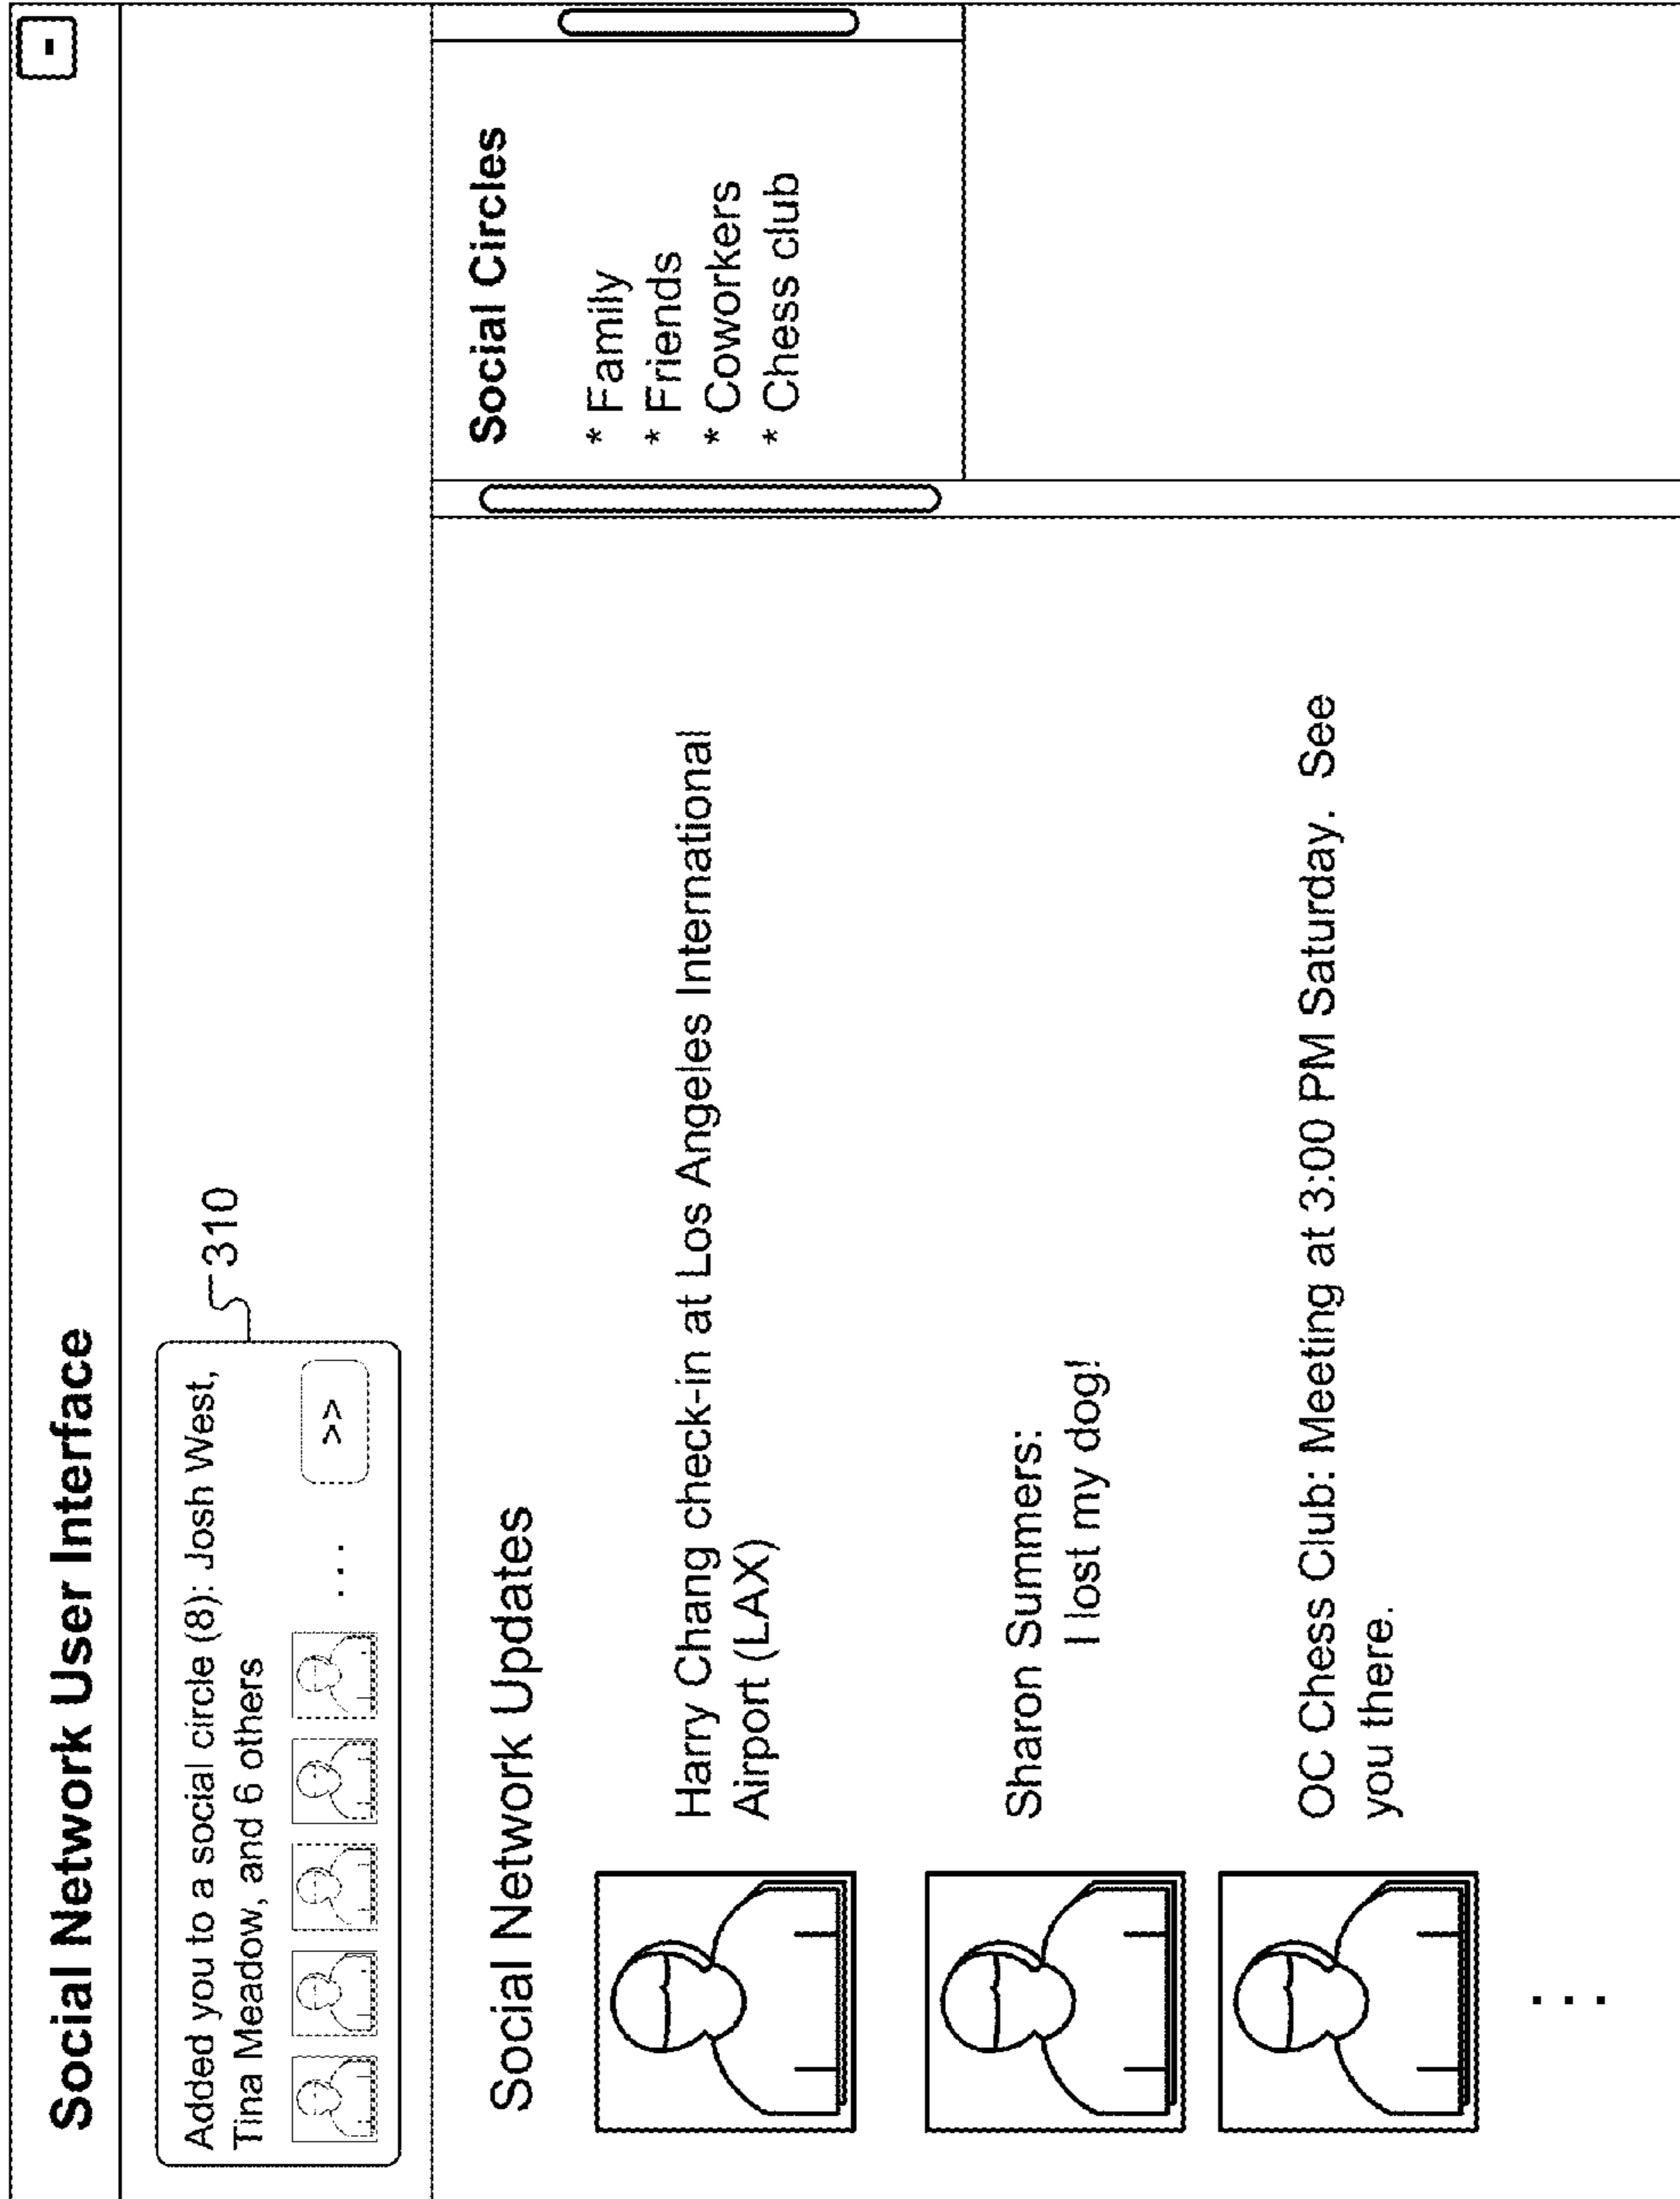 Social Network User Interface
-
Added you to a social circle (8): Josh West,
Tina Meadow, and 6 others
. . .
>>
310
Social Network Updates
Harry Chang check-in at Los Angeles International
Airport (LAX)
Sharon Summers:
I lost my dog!
OC Chess Club: Meeting at 3:00 PM Saturday.  See
you there.
. . .
Social Circles
* Family
* Friends
* Coworkers
* Chess club